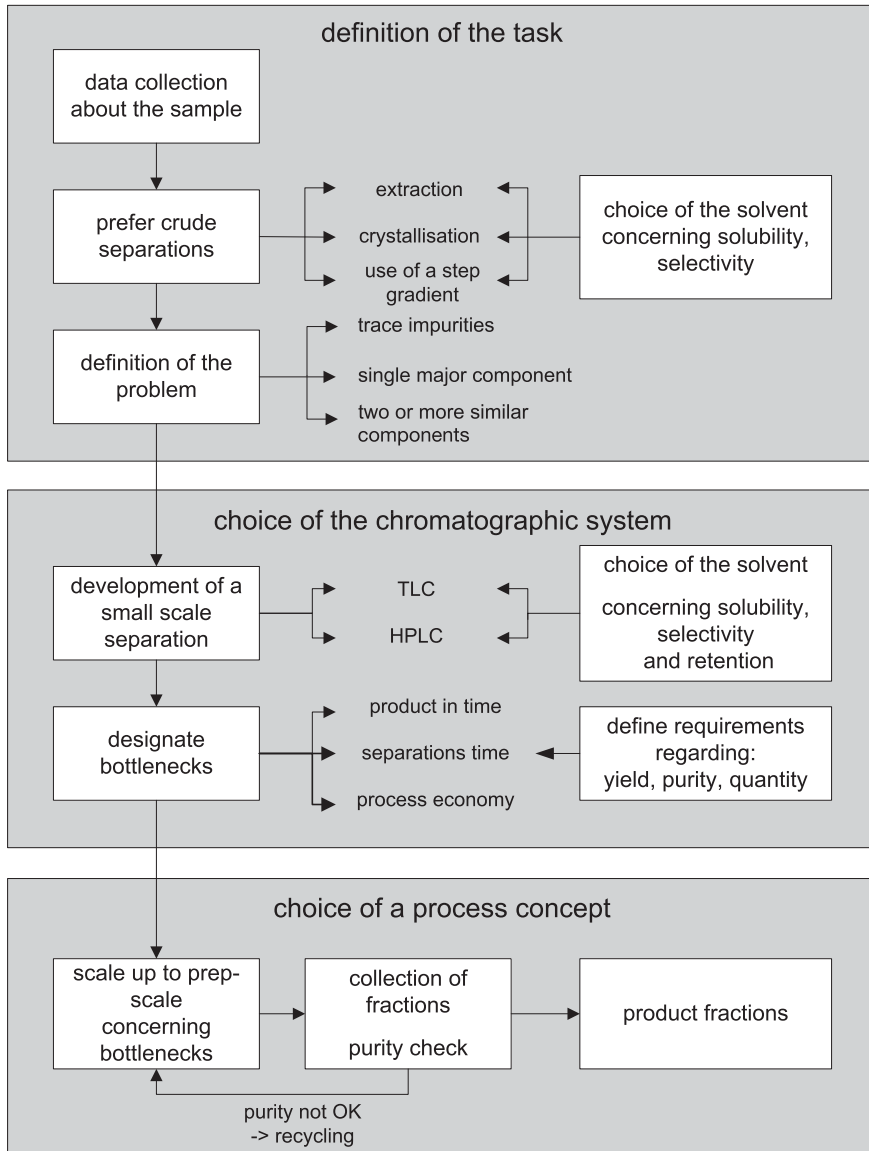 definition of the task
data collection
about the sample
prefer crude
separations
extraction
crystallisation
use of a step
gradient
choice of the solvent
concerning solubility,
selectivity
definition of the
problem
trace impurities
single major component
two or more similar
components
choice of the chromatographic system
development of a
small scale
separation
TLC
HPLC
choice of the solvent
concerning solubility,
selectivity
and retention
designate
bottlenecks
product in time
separations time
process economy
define requirements
regarding:
yield, purity, quantity
choice of a process concept
scale up to prep-
scale
concerning
bottlenecks
collection of
fractions
purity check
product fractions
purity not OK
-> recycling